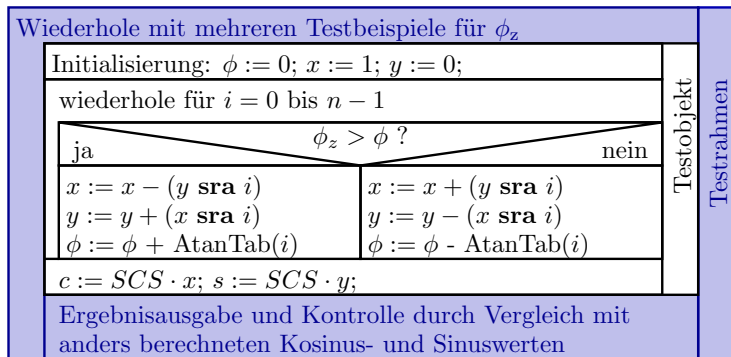 Wiederhole mit mehreren Testbeispiele für ϕz
Initialisierung: ϕ := 0; x := 1; y := 0;
wiederhole für i = 0 bis n − 1
ϕz > ϕ ?
ja
nein
x := x − (y sra i)
y := y + (x sra i)
ϕ := ϕ + AtanTab(i)
x := x + (y sra i)
y := y − (x sra i)
ϕ := ϕ - AtanTab(i)
c := SCS · x; s := SCS · y;
Ergebnisausgabe und Kontrolle durch Vergleich mit
anders berechneten Kosinus- und Sinuswerten
Testobjekt
Testrahmen